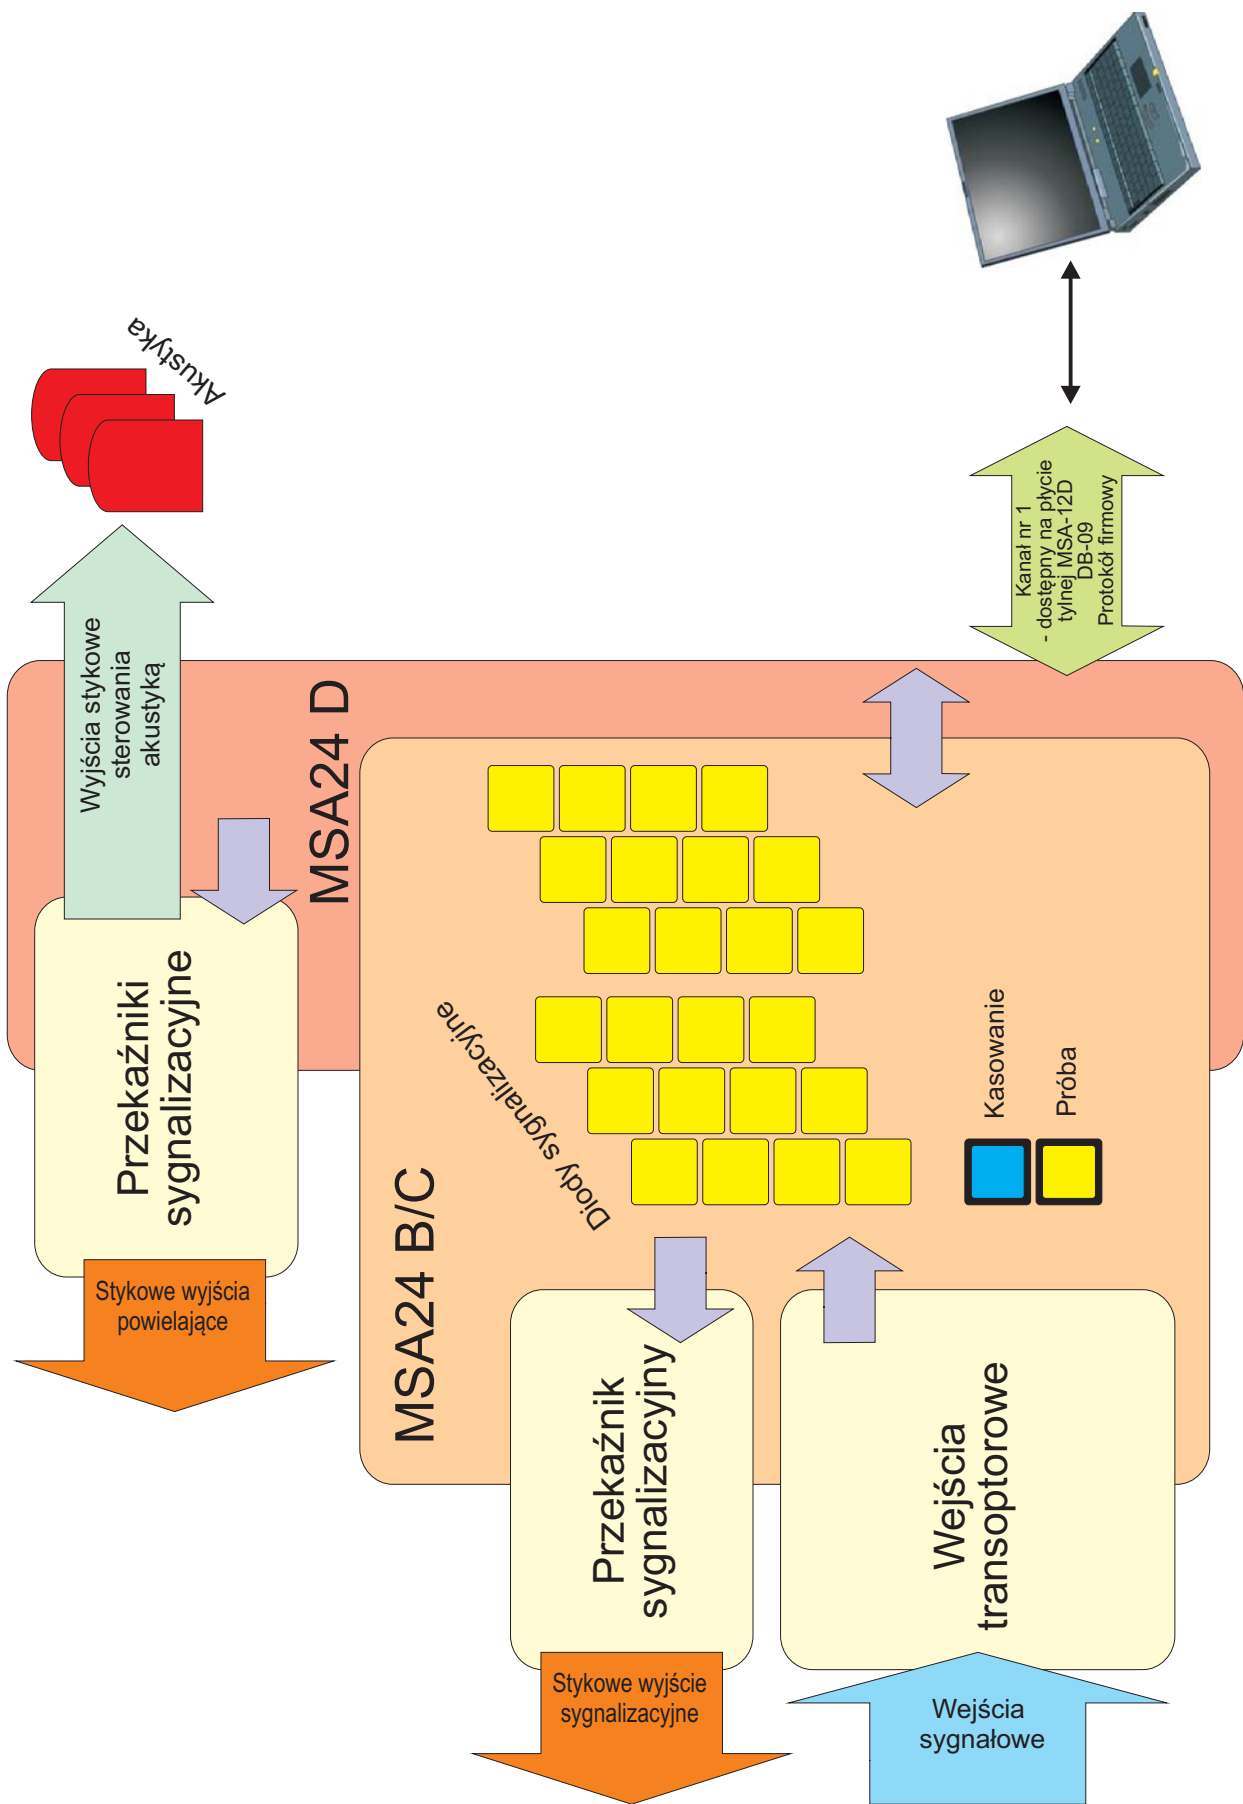 Akustyka
Wyjścia stykowe
sterowania
akustyką
Kanał nr 1
- dostępny na płycie
tylnej MSA-12D
DB-09
Protokół firmowy
MSA24 D
Przekaźniki
sygnalizacyjne
Stykowe wyjścia
powielające
MSA24 B/C
Diody sygnalizacyjne
Kasowanie
Próba
Przekaźnik
sygnalizacyjny
Wejścia
transoptorowe
Stykowe wyjście
sygnalizacyjne
Wejścia
sygnałowe